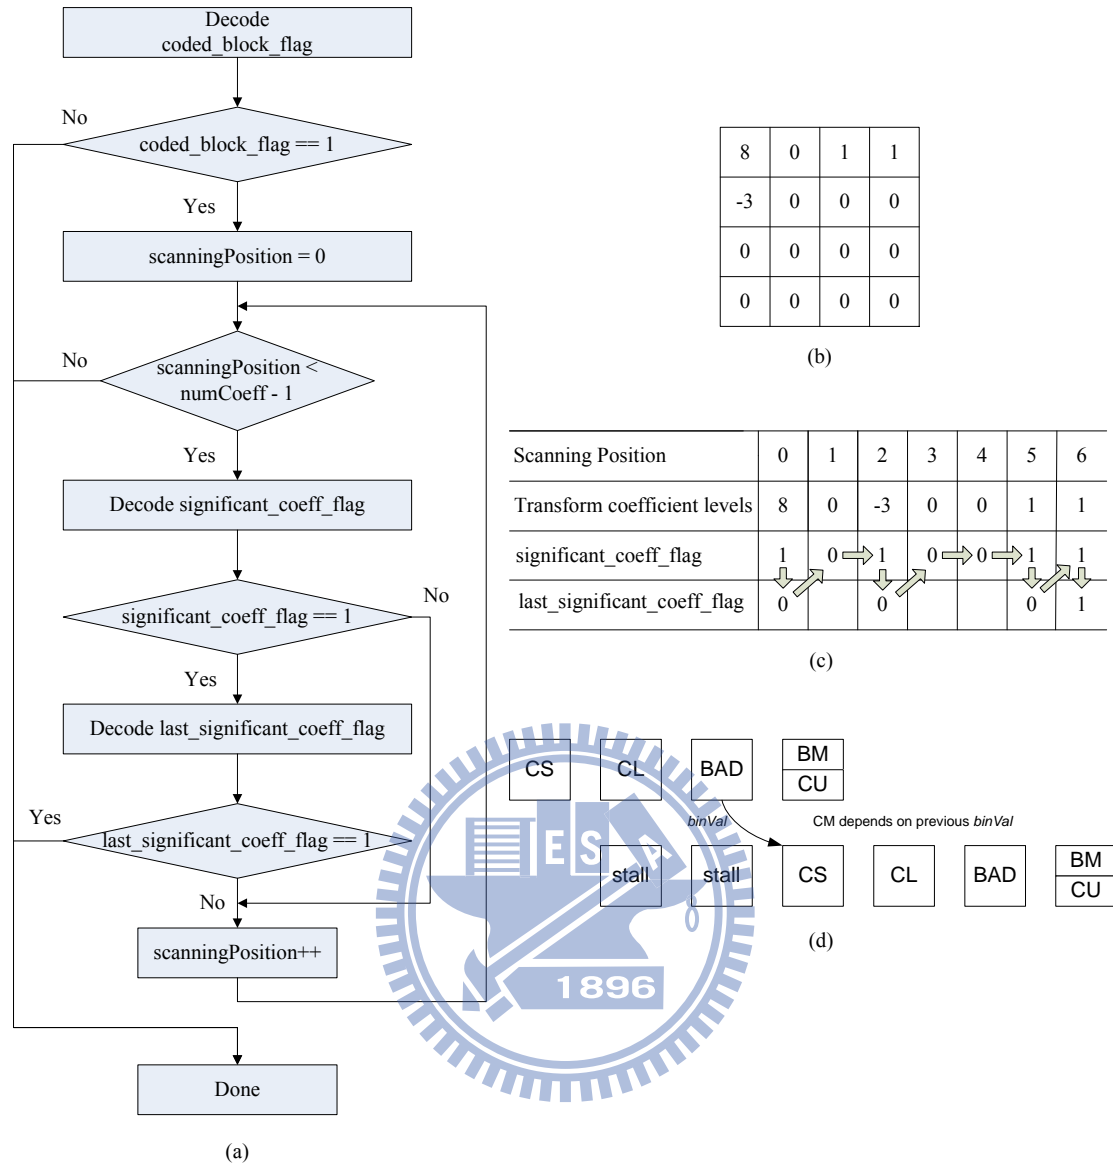 Decode
coded_block_flag
No
coded_block_flag == 1
Yes
scanningPosition = 0
No
scanningPosition <
numCoeff - 1
Yes
Decode significant_coeff_flag
No
significant_coeff_flag == 1
Yes
Decode last_significant_coeff_flag
Yes
last_significant_coeff_flag == 1
No
scanningPosition++
Done
(a)
8 0 1 1
-3 0 0 0
0 0 0 0
0 0 0 0
(b)
Scanning Position 0 1 2 3 4 5 6
Transform coefficient levels 8 0 -3 0 0 1 1
significant_coeff_flag 1 0 1 0 0 1 1
last_significant_coeff_flag 0 0 0 1
(c)
CS CL BAD BM
CU
binVal CM depends on previous binVal
stall stall CS CL BAD BM
CU
(d)
E S A
1896